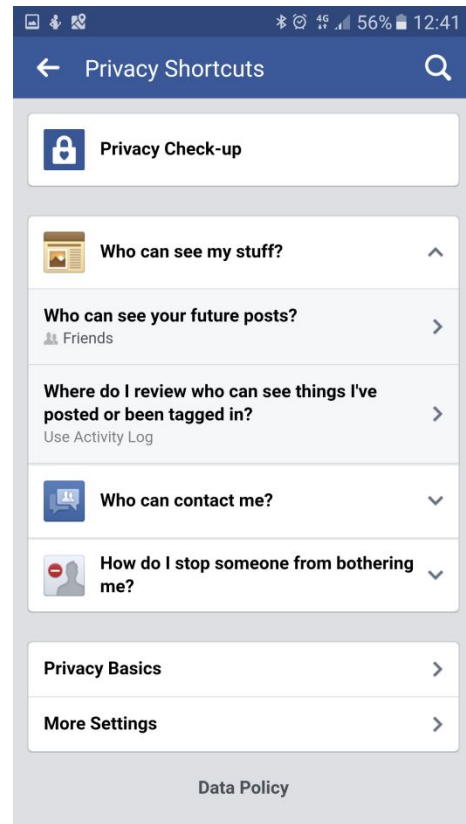 4G 56% 12:41
Privacy Shortcuts
Privacy Check-up
Who can see my stuff?
Who can see your future posts?
Friends
Where do I review who can see things I've
posted or been tagged in?
Use Activity Log
Who can contact me?
How do I stop someone from bothering
me?
Privacy Basics
More Settings
Data Policy